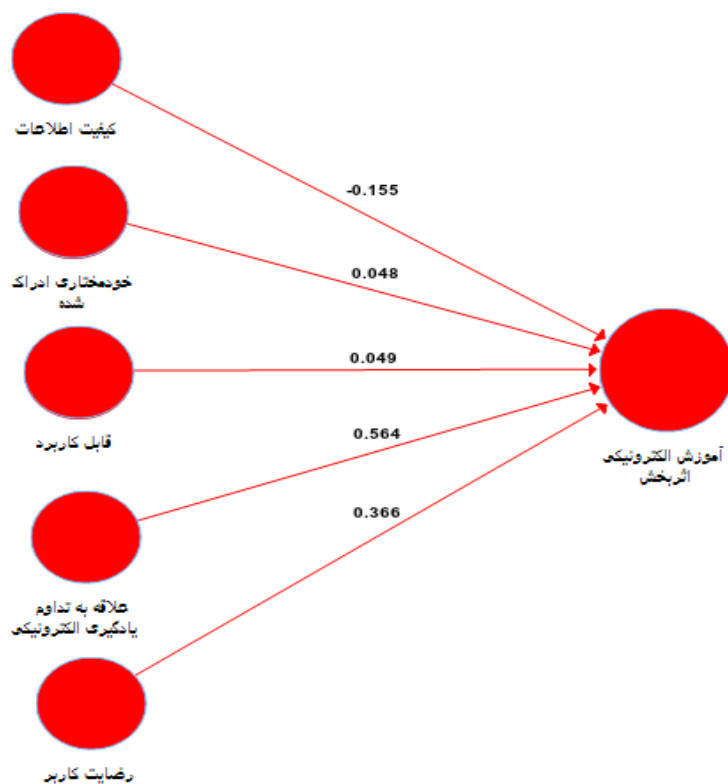 کیفیت اطلاعات
-0.155
خودمختاری ادراک
شده
0.048
قابل کاربرد
0.049
علاقه به تداوم
یادگیری الکترونیکی
0.564
رضایت کاربر
0.366
آموزش الکترونیکی
اثربخش